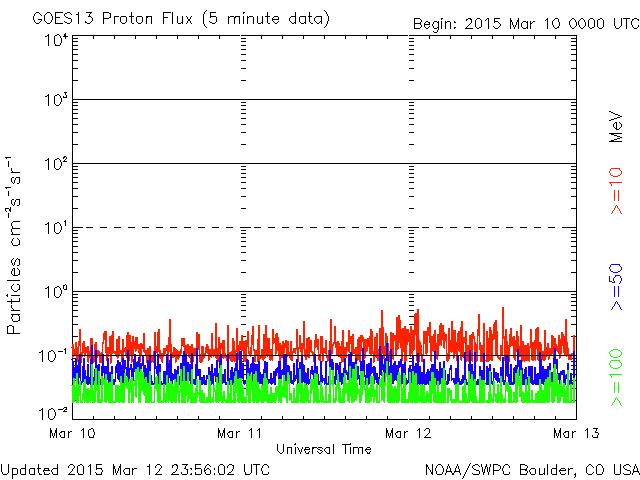 GOES13 Proton Flux (5 minute data)
Begin: 2015 Mar 10 0000 UTC
Particles cm⁻²s⁻¹sr⁻¹
10⁴
10³
10²
10¹
10⁰
10⁻¹
10⁻²
Mar 10
Mar 11
Mar 12
Mar 13
Universal Time
MeV
>=10
>=50
>=100
Updated 2015 Mar 12 23:56:02 UTC
NOAA/SWPC Boulder, CO USA